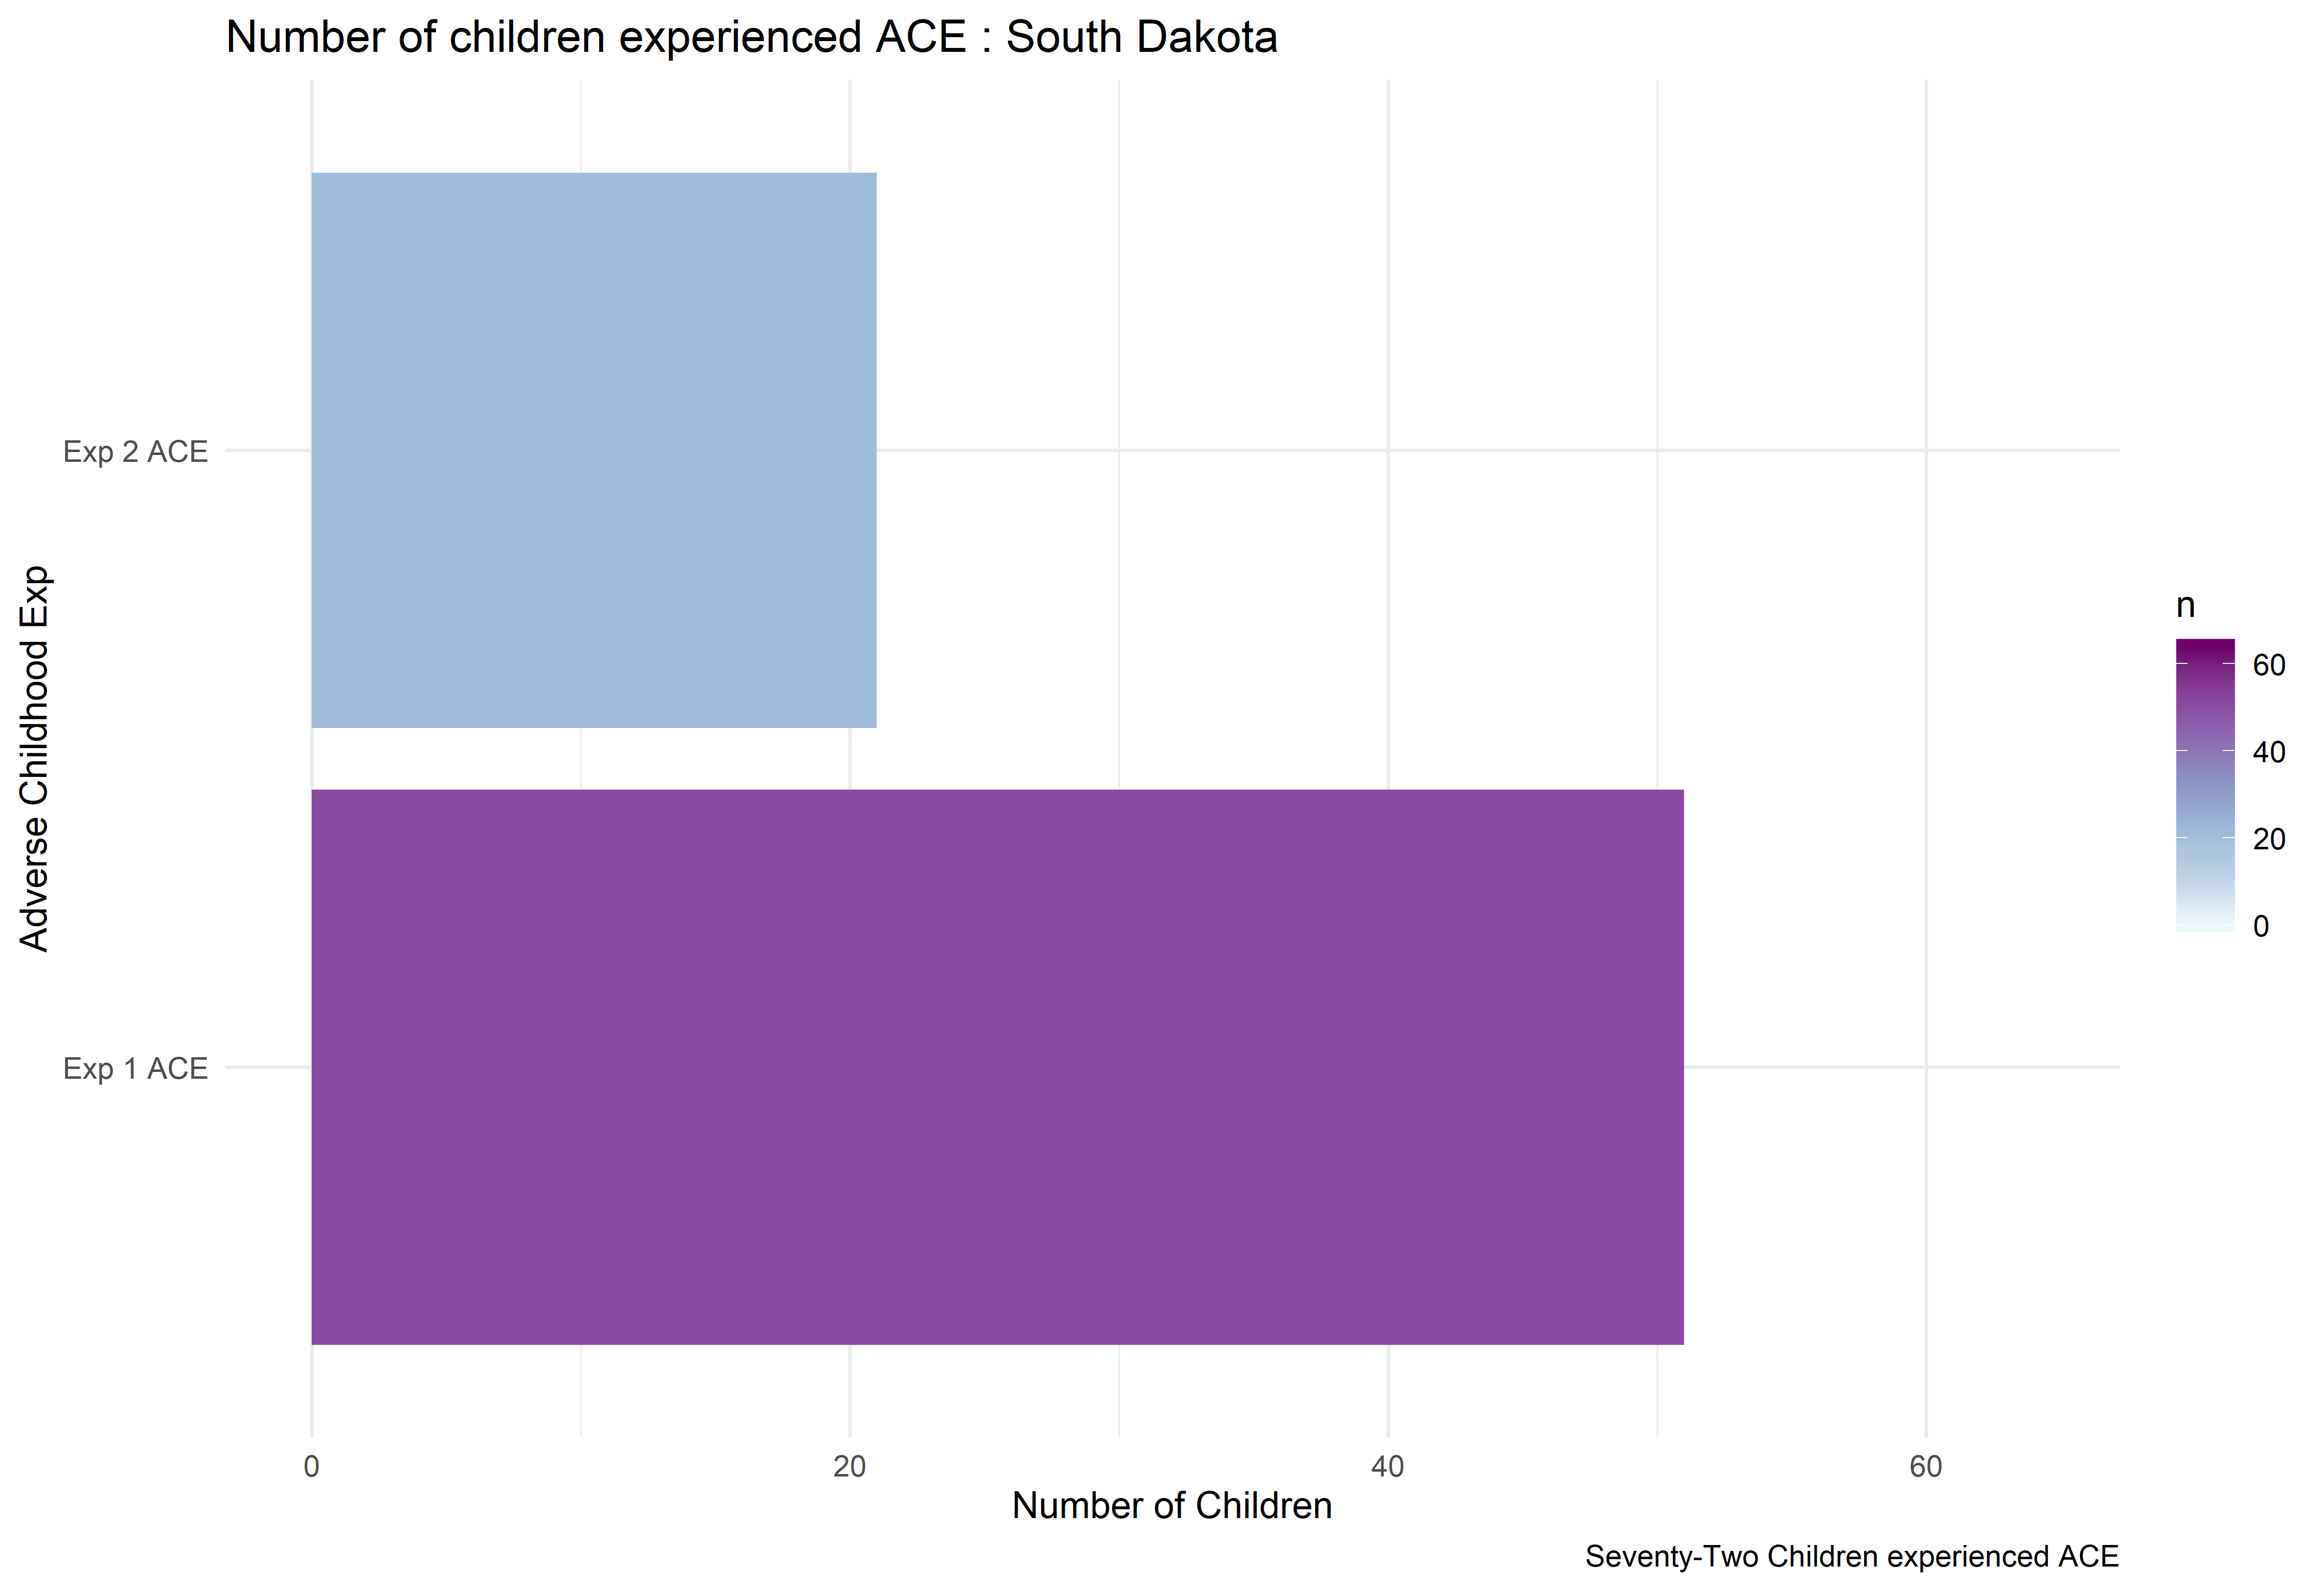 Number of children experienced ACE : South Dakota
Adverse Childhood Exp
Exp 2 ACE
Exp 1 ACE
0
20
40
60
Number of Children
n
60
40
20
0
Seventy-Two Children experienced ACE